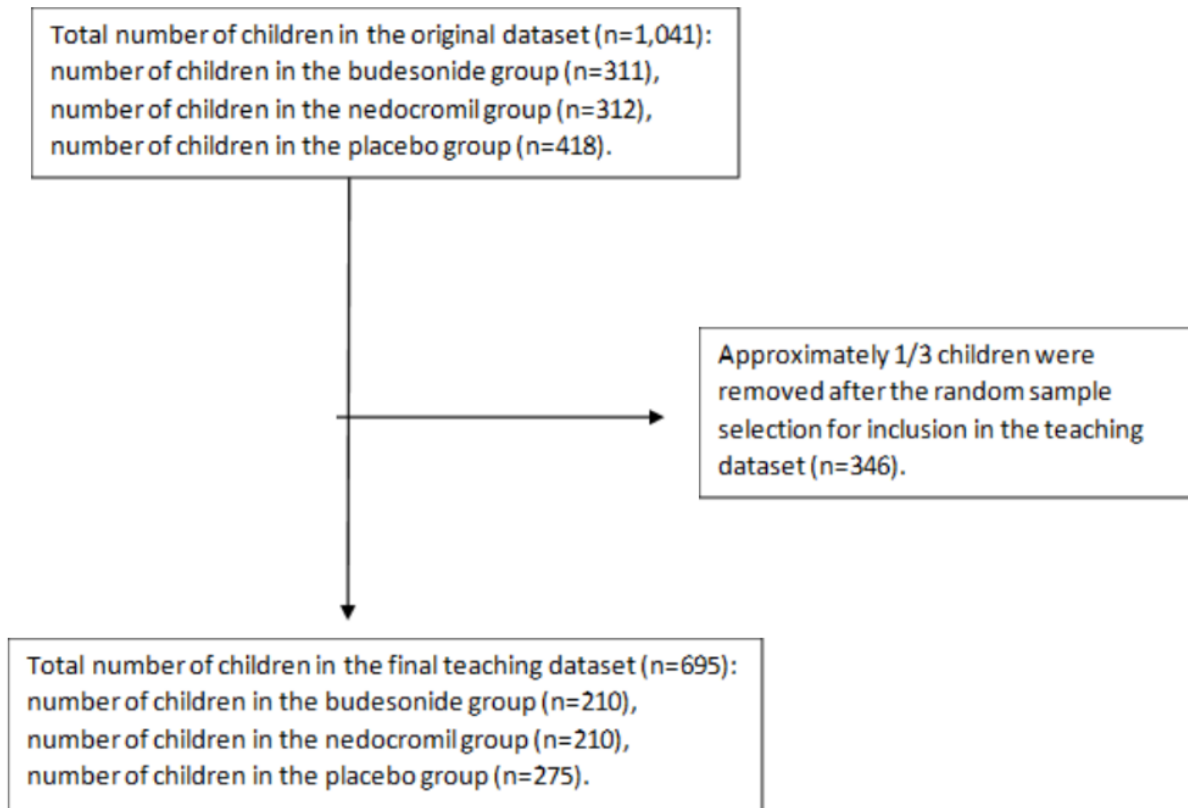 Total number of children in the original dataset (n=1,041):
number of children in the budesonide group (n=311),
number of children in the nedocromil group (n=312),
number of children in the placebo group (n=418).
Approximately 1/3 children were
removed after the random sample
selection for inclusion in the teaching
dataset (n=346).
Total number of children in the final teaching dataset (n=695):
number of children in the budesonide group (n=210),
number of children in the nedocromil group (n=210),
number of children in the placebo group (n=275).